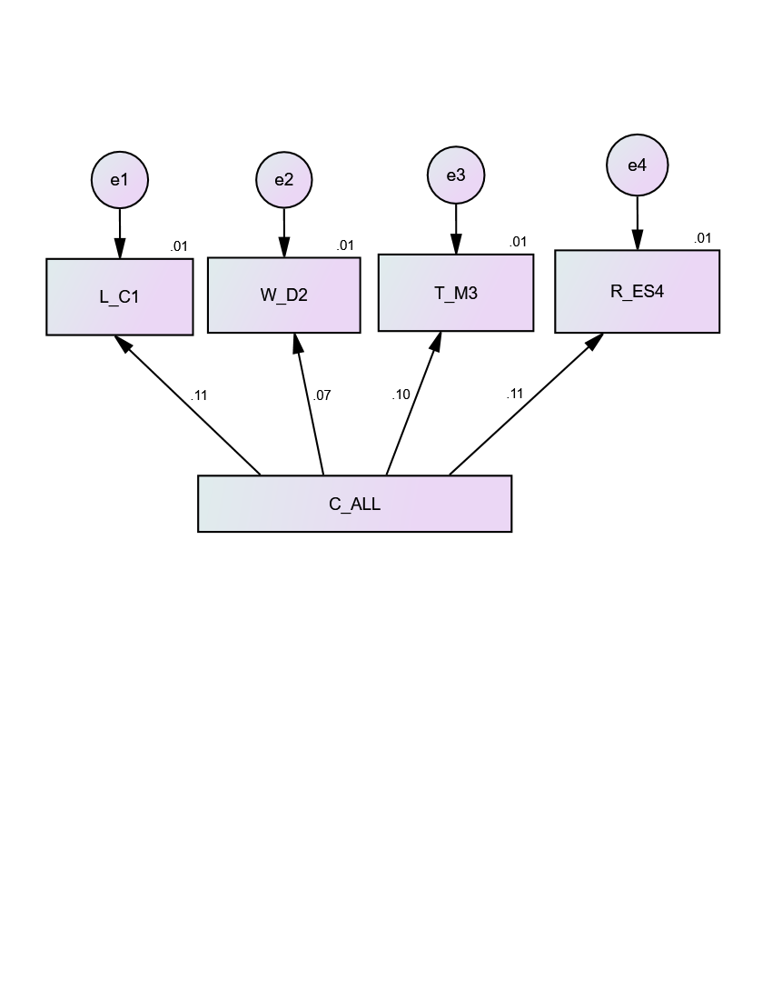 e1
e2
e3
e4
.01
.01
.01
.01
L_C1
W_D2
T_M3
R_ES4
.11
.07
.10
.11
C_ALL